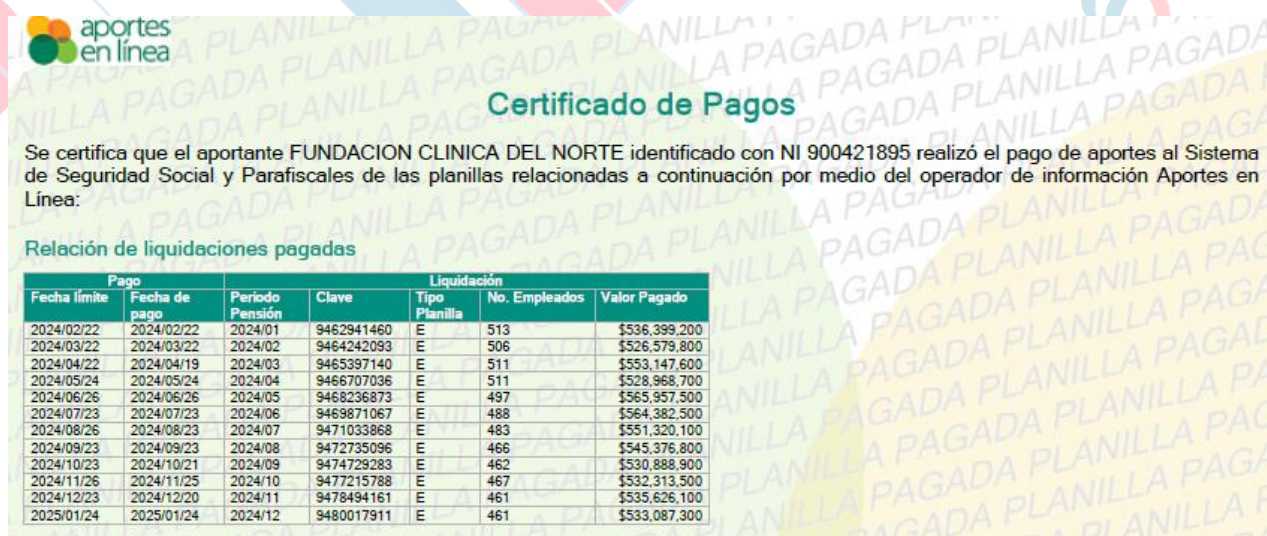 aportes
en línea
Certificado de Pagos
Se certifica que el aportante FUNDACION CLINICA DEL NORTE identificado con NI 900421895 realizó el pago de aportes al Sistema
de Seguridad Social y Parafiscales de las planillas relacionadas a continuación por medio del operador de información Aportes en
Línea:
Relación de liquidaciones pagadas
Pago Liquidación
Fecha límite Fecha de pago Periodo Pensión Clave Tipo Planilla No. Empleados Valor Pagado
2024/02/22 2024/02/22 2024/01 9462941460 E 513 $536,399,200
2024/03/22 2024/03/22 2024/02 9464242093 E 506 $526,579,800
2024/04/22 2024/04/19 2024/03 9465397140 E 511 $553,147,600
2024/05/24 2024/05/24 2024/04 9466707036 E 511 $528,968,700
2024/06/26 2024/06/26 2024/05 9468236873 E 497 $565,957,500
2024/07/23 2024/07/23 2024/06 9469871067 E 488 $564,382,500
2024/08/26 2024/08/23 2024/07 9471033868 E 483 $551,320,100
2024/09/23 2024/09/23 2024/08 9472735096 E 466 $545,376,800
2024/10/23 2024/10/21 2024/09 9474729283 E 462 $530,888,900
2024/11/26 2024/11/25 2024/10 9477215788 E 467 $532,313,500
2024/12/23 2024/12/20 2024/11 9478494161 E 461 $535,626,100
2025/01/24 2025/01/24 2024/12 9480017911 E 461 $533,087,300
PLANILLA PAGADA